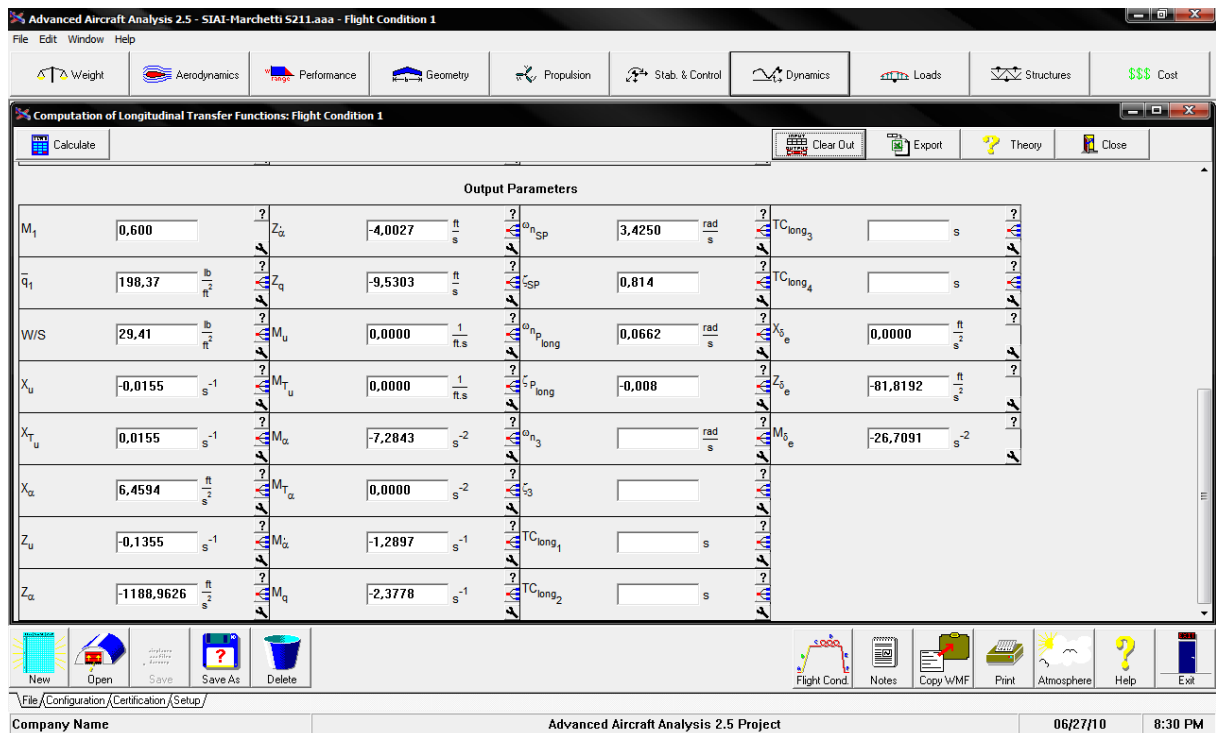 Advanced Aircraft Analysis 2.5 - SIAI-Marchetti S211.aaa - Flight Condition 1
File Edit Window Help
Weight Aerodynamics Performance Geometry Propulsion Stab. & Control Dynamics Loads Structures $$$ Cost
Computation of Longitudinal Transfer Functions: Flight Condition 1
Calculate Clear Out Export ? Theory Close
Output Parameters
M1 0,600 Zα̇ -4,0027 ft/s ωnSP 3,4250 rad/s TClong3 s
q̄1 198,37 lb/ft² Zq -9,5303 ft/s ζSP 0,814 TClong4 s
W/S 29,41 lb/ft² Mu 0,0000 1/ft.s ωnPlong 0,0662 rad/s Xδe 0,0000 ft/s²
Xu -0,0155 s-1 MTu 0,0000 1/ft.s ζPlong -0,008 Zδe -81,8192 ft/s²
XTu 0,0155 s-1 Mα -7,2843 s-2 ωn3 rad/s Mδe -26,7091 s-2
Xα 6,4594 ft/s² MTα 0,0000 s-2 ζ3
Zu -0,1355 s-1 Mα̇ -1,2897 s-1 TClong1 s
Zα -1188,9626 ft/s² Mq -2,3778 s-1 TClong2 s
New Open Save Save As Delete Flight Cond. Notes Copy WMF Print Atmosphere Help Exit
File Configuration Certification Setup
Company Name Advanced Aircraft Analysis 2.5 Project 06/27/10 8:30 PM